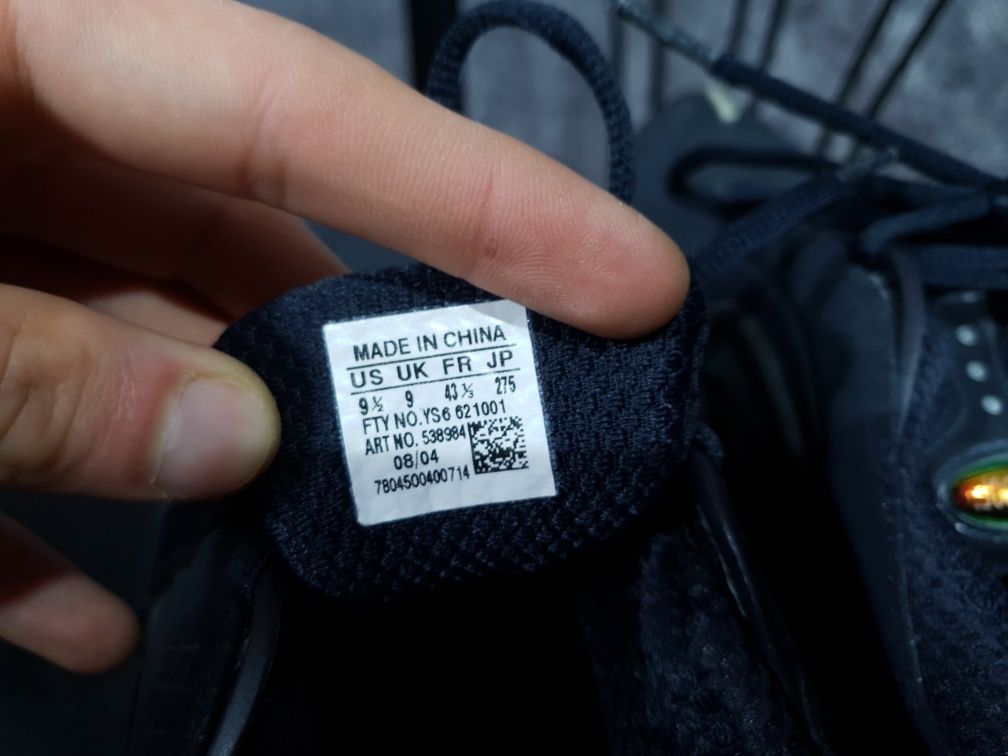 MADE IN CHINA
US UK FR JP
9½ 9 43⅓ 275
FTY NO.YS6 621001
ART NO. 538984
08/04
7804500400714